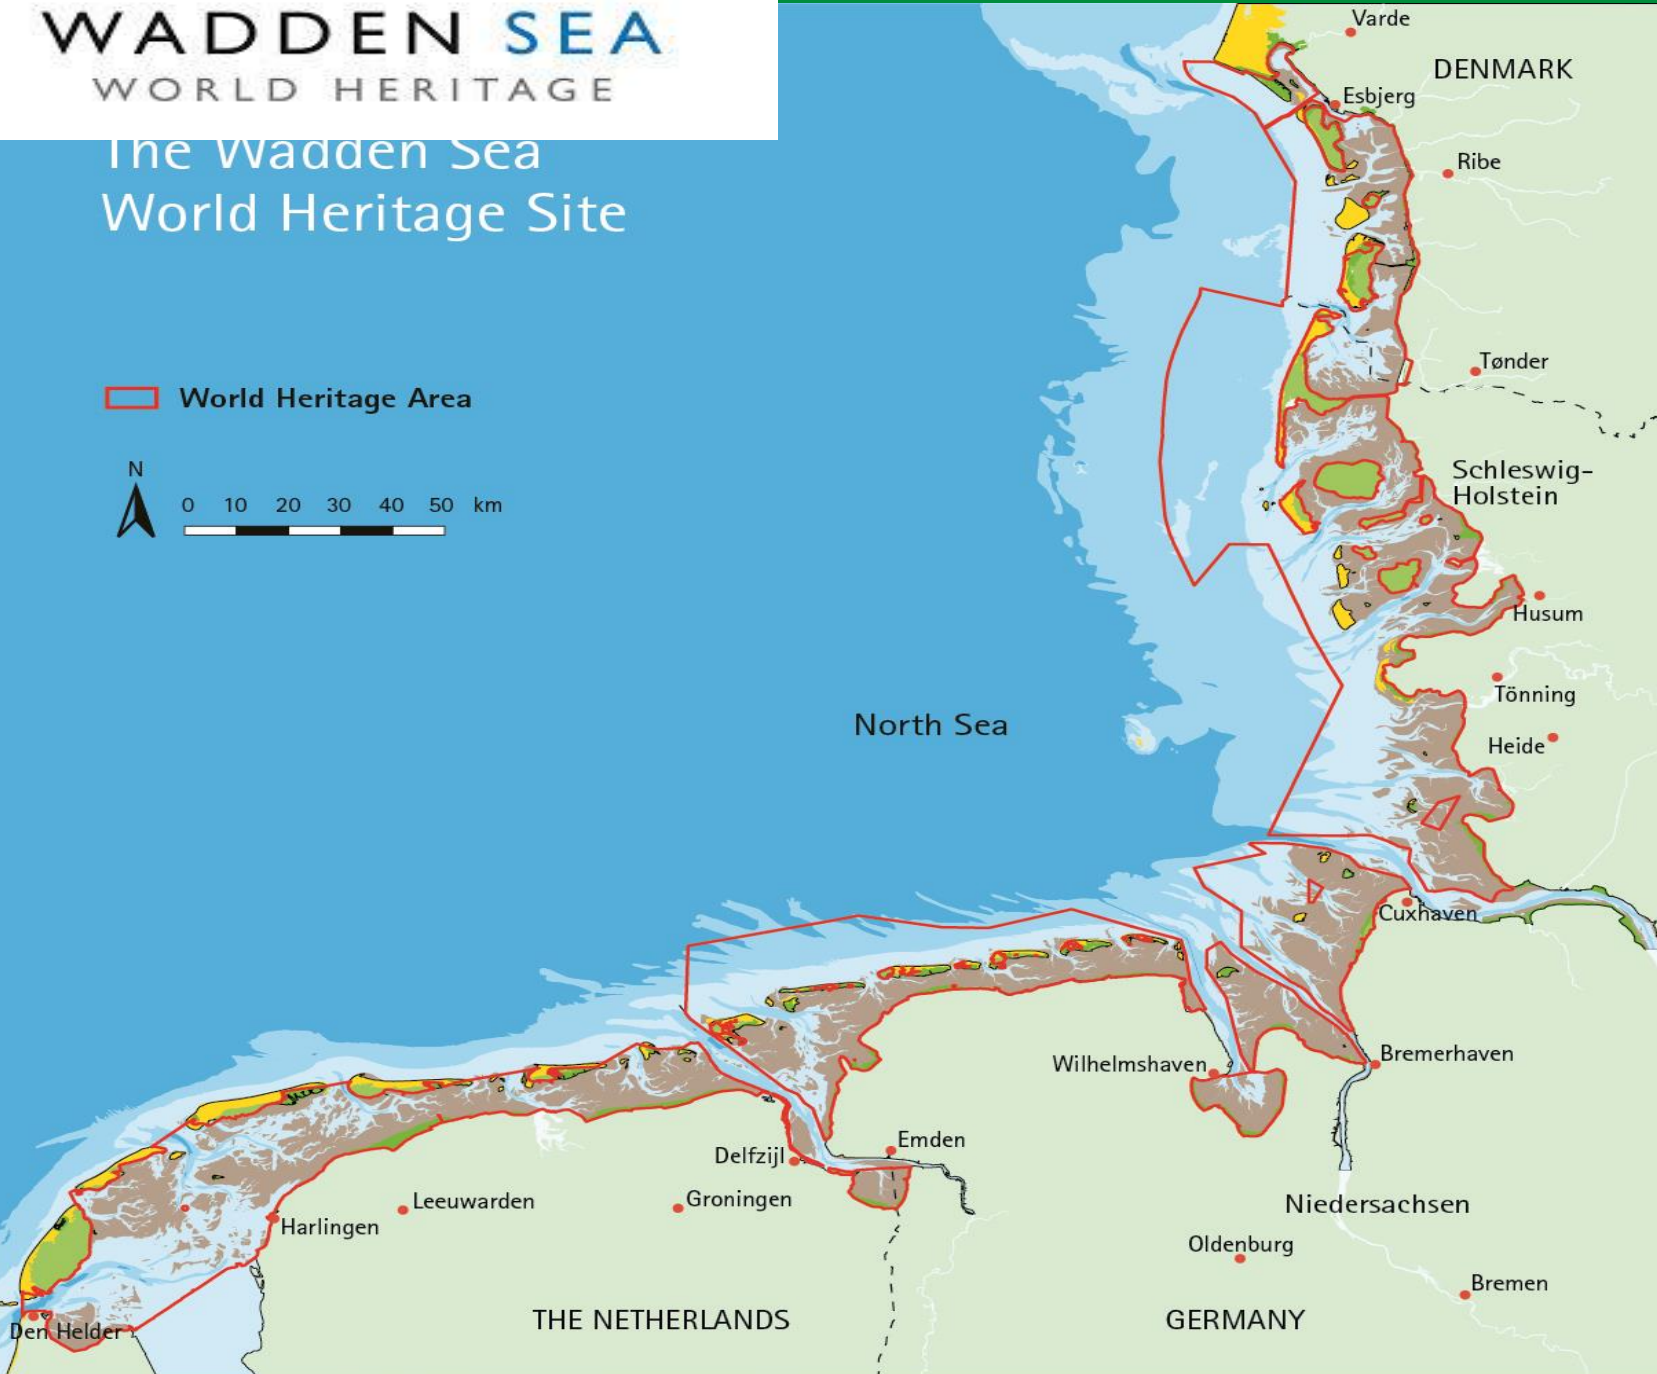 WADDEN SEA
WORLD HERITAGE
The Wadden Sea
World Heritage Site
World Heritage Area
N
0 10 20 30 40 50 km
Varde
DENMARK
Esbjerg
Ribe
Tønder
Schleswig-
Holstein
Husum
Tönning
North Sea
Heide
Cuxhaven
Wilhelmshaven
Bremerhaven
Emden
Delfzijl
Leeuwarden
Groningen
Niedersachsen
Harlingen
Oldenburg
Bremen
THE NETHERLANDS
GERMANY
Den Helder